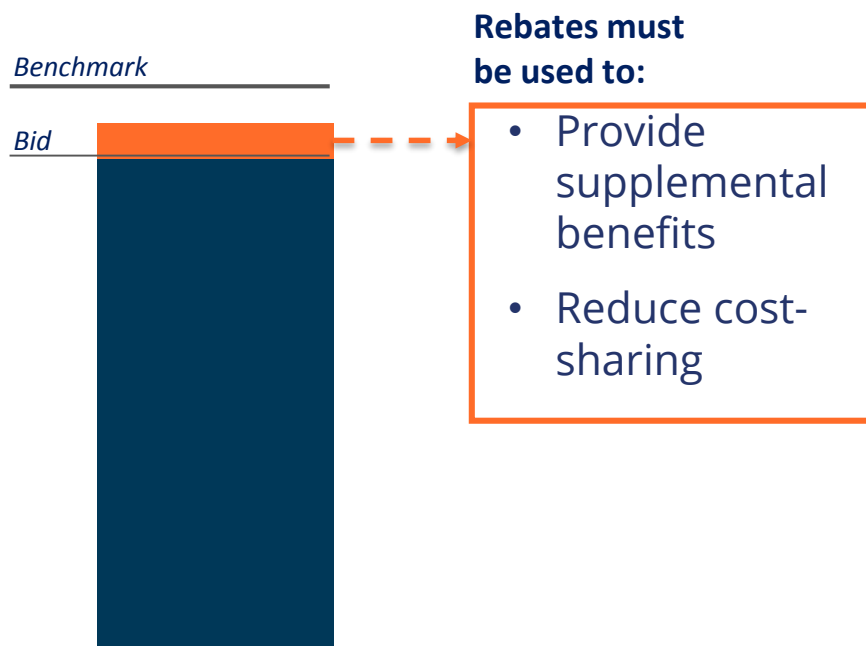 Rebates must
be used to:
Benchmark
Bid
• Provide
supplemental
benefits
• Reduce cost-
sharing